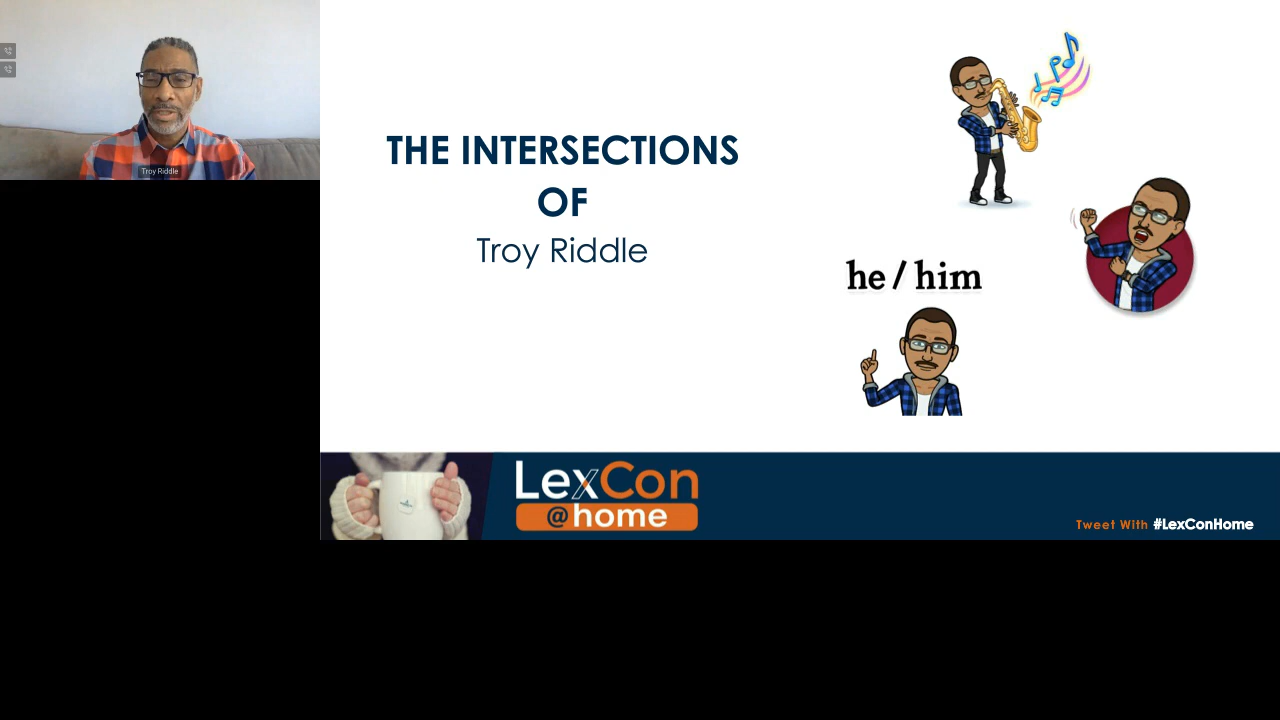 Troy Riddle
THE INTERSECTIONS
OF
Troy Riddle
he / him
LexCon
@home
Tweet With #LexConHome